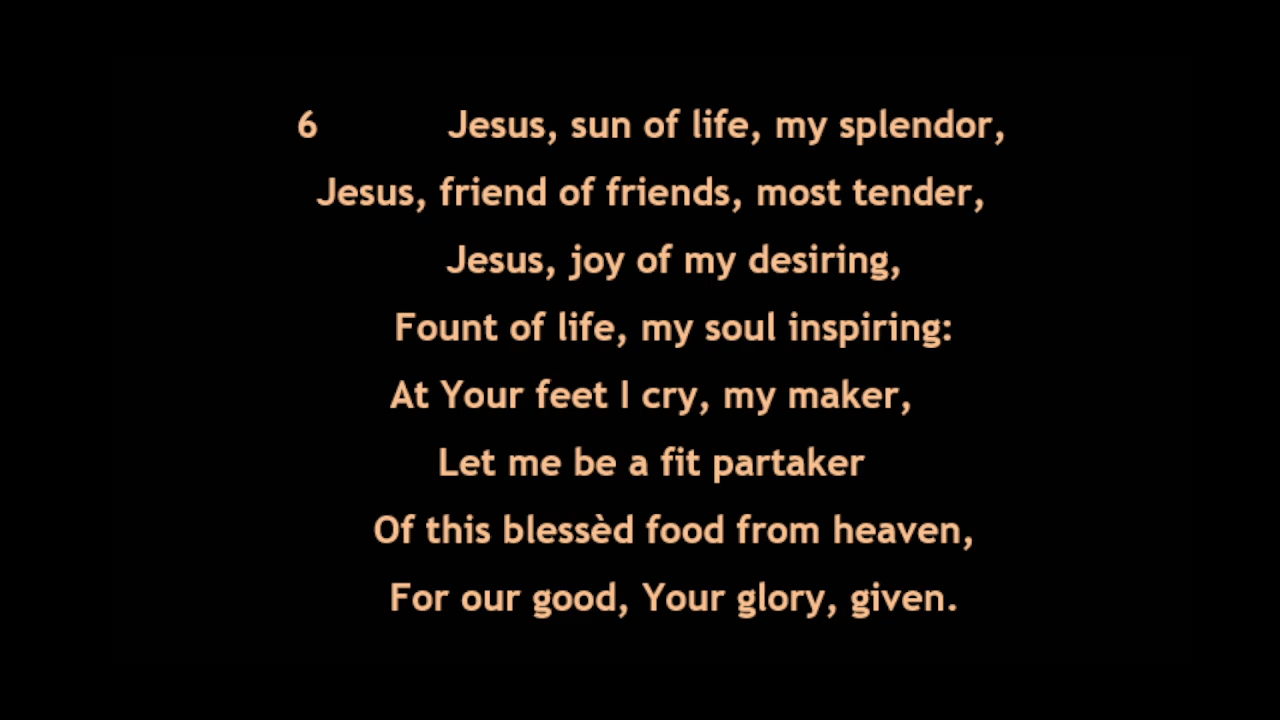 6 Jesus, sun of life, my splendor,
Jesus, friend of friends, most tender,
Jesus, joy of my desiring,
Fount of life, my soul inspiring:
At Your feet I cry, my maker,
Let me be a fit partaker
Of this blessèd food from heaven,
For our good, Your glory, given.